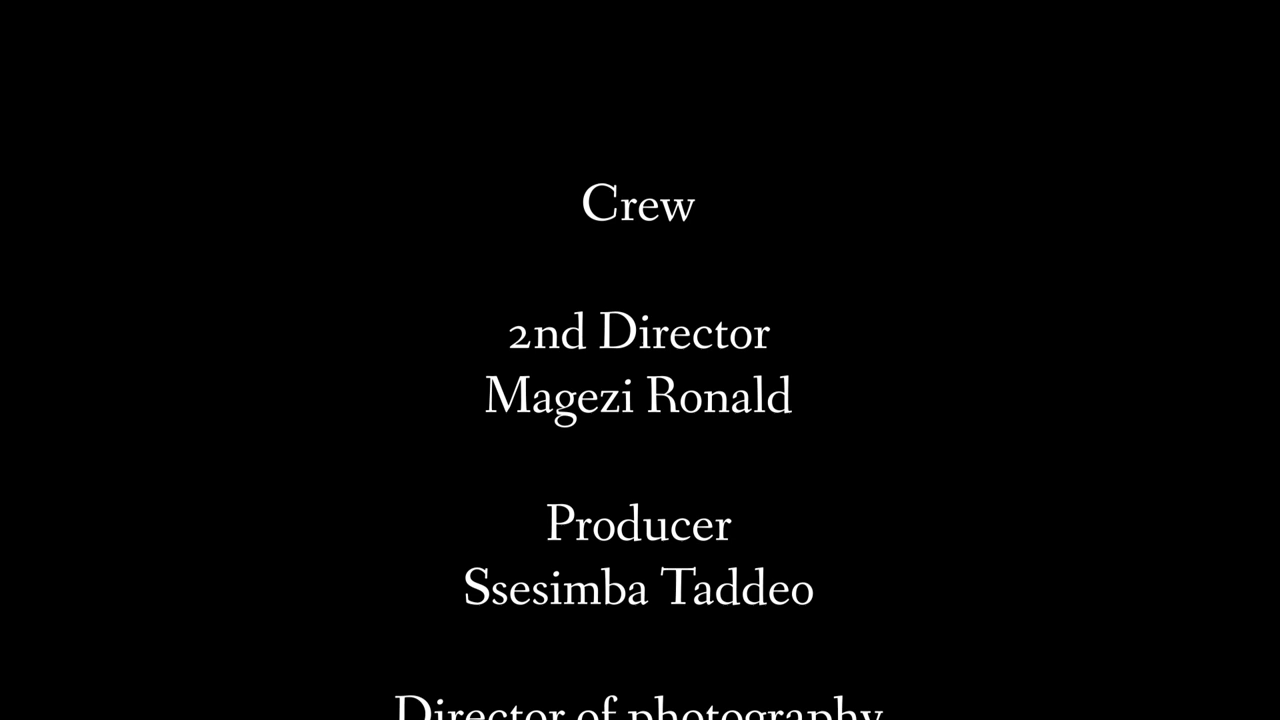 Crew
2nd Director
Magezi Ronald
Producer
Ssesimba Taddeo
Director of photography